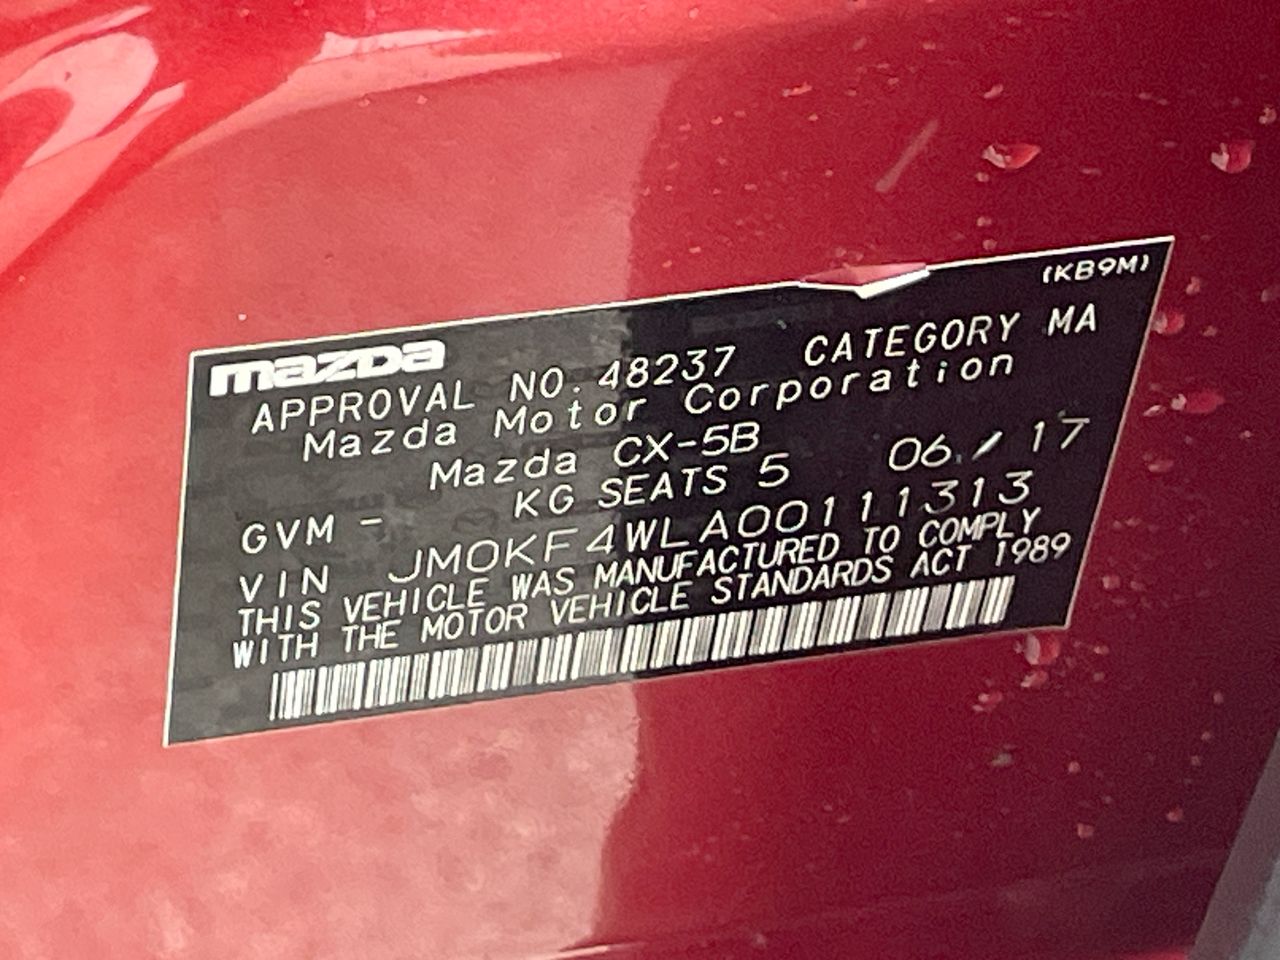 (KB9M)
mazda
APPROVAL NO. 48237 CATEGORY MA
Mazda Motor Corporation
Mazda CX-5B 06 / 17
GVM - KG SEATS 5
VIN JM0KF4WLA00111313
THIS VEHICLE WAS MANUFACTURED TO COMPLY
WITH THE MOTOR VEHICLE STANDARDS ACT 1989